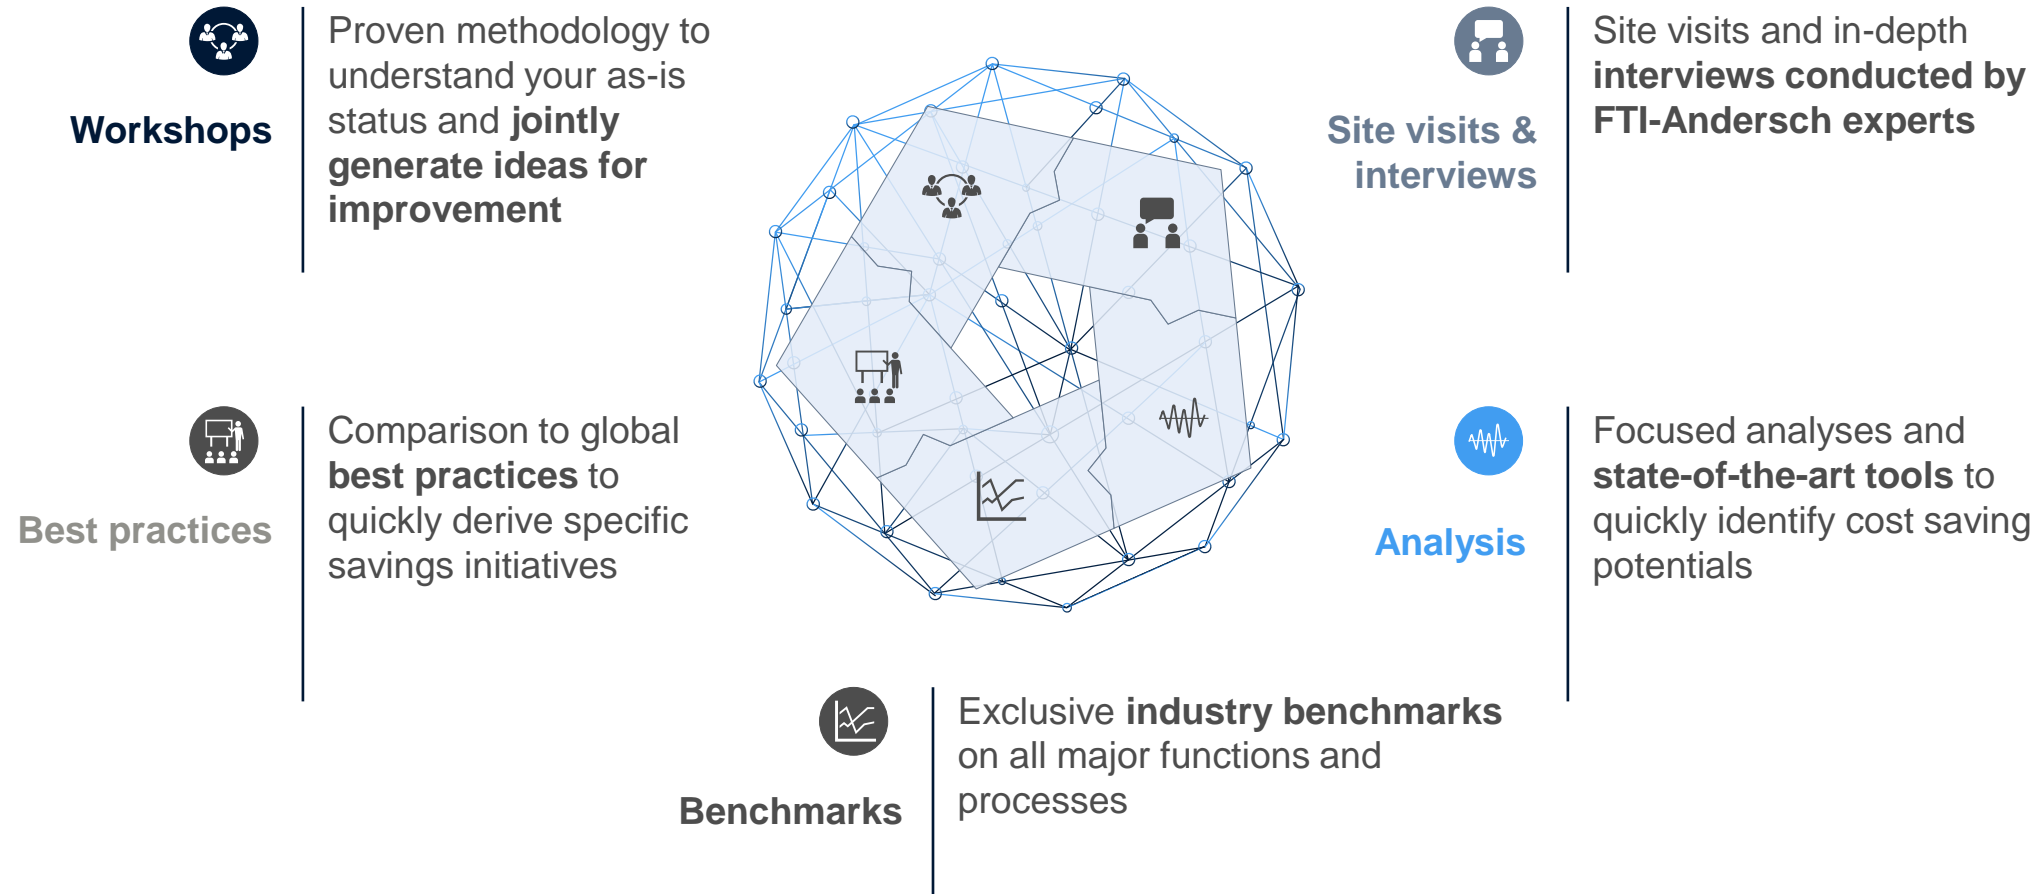 Workshops
Proven methodology to
understand your as-is
status and jointly
generate ideas for
improvement
Site visits &
interviews
Site visits and in-depth
interviews conducted by
FTI-Andersch experts
Best practices
Comparison to global
best practices to
quickly derive specific
savings initiatives
Analysis
Focused analyses and
state-of-the-art tools to
quickly identify cost saving
potentials
Benchmarks
Exclusive industry benchmarks
on all major functions and
processes